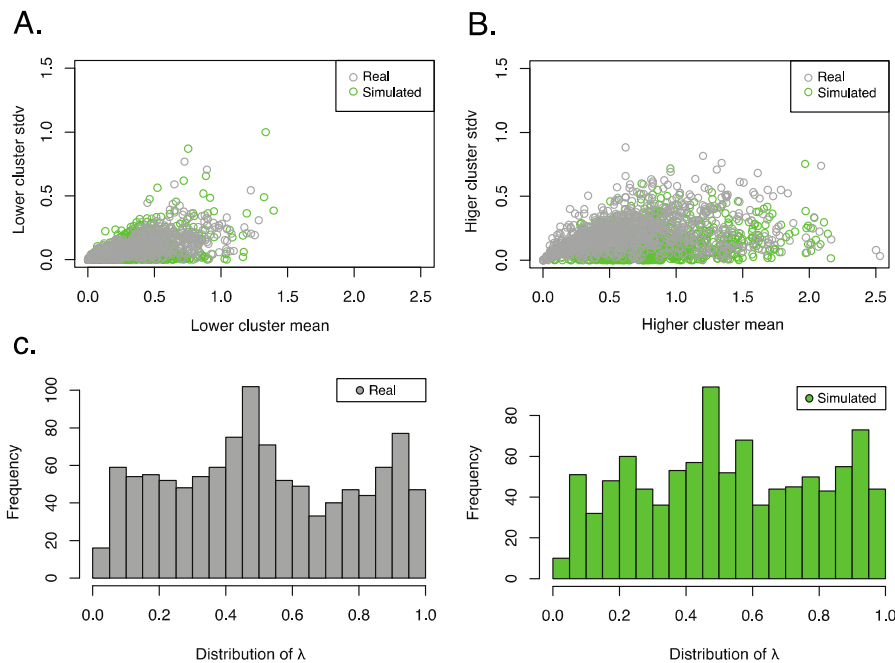 A.
B.
1.5
1.0
0.5
0.0
Lower cluster stdv
Real
Simulated
0.0 0.5 1.0 1.5 2.0 2.5
Lower cluster mean
1.5
1.0
0.5
0.0
Higer cluster stdv
Real
Simulated
0.0 0.5 1.0 1.5 2.0 2.5
Higher cluster mean
c.
100
80
60
40
20
0
Frequency
Real
0.0 0.2 0.4 0.6 0.8 1.0
Distribution of λ
80
60
40
20
0
Frequency
Simulated
0.0 0.2 0.4 0.6 0.8 1.0
Distribution of λ